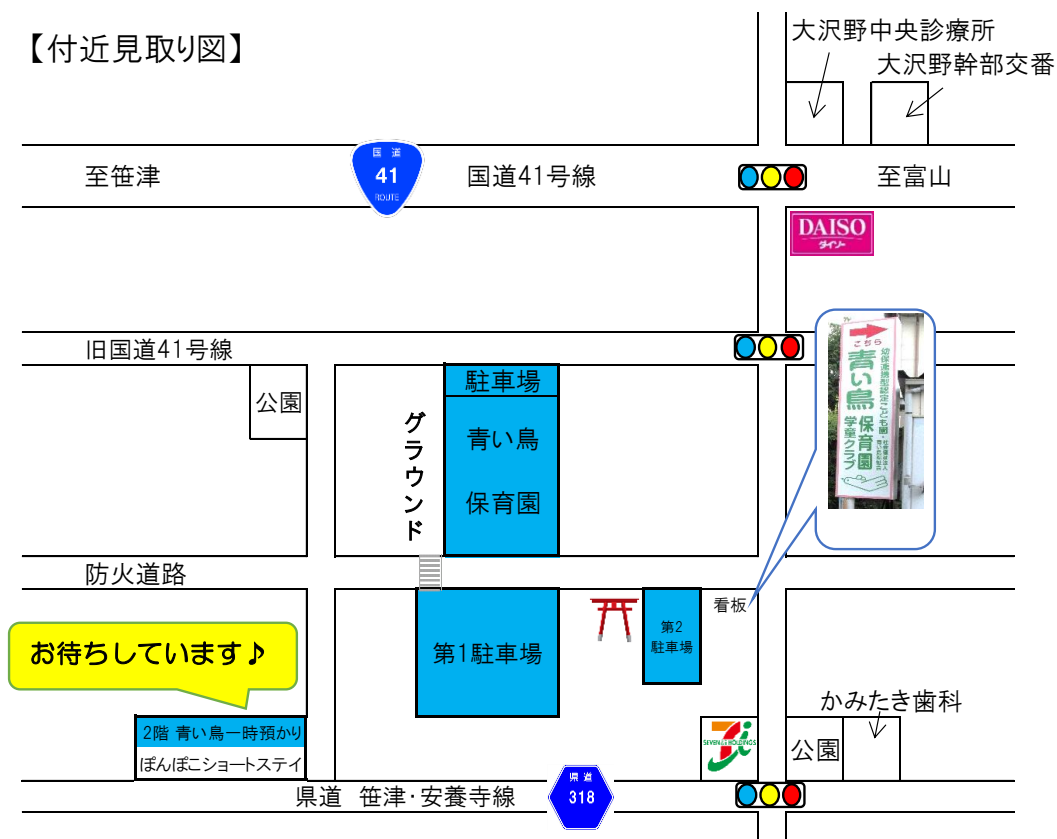 【付近見取り図】
大沢野中央診療所
大沢野幹部交番
至笹津
国道
41
ROUTE
国道41号線
至富山
DAISO
ダイソー
旧国道41号線
公園
グラウンド
駐車場
青い鳥
保育園
こちら
青い鳥
保育園
学童クラブ
防火道路
看板
第1駐車場
第2
駐車場
お待ちしています♪
2階 青い鳥一時預かり
ぽんぽこショートステイ
SEVEN & i HOLDINGS
公園
かみたき歯科
県道 笹津・安養寺線
県道
318